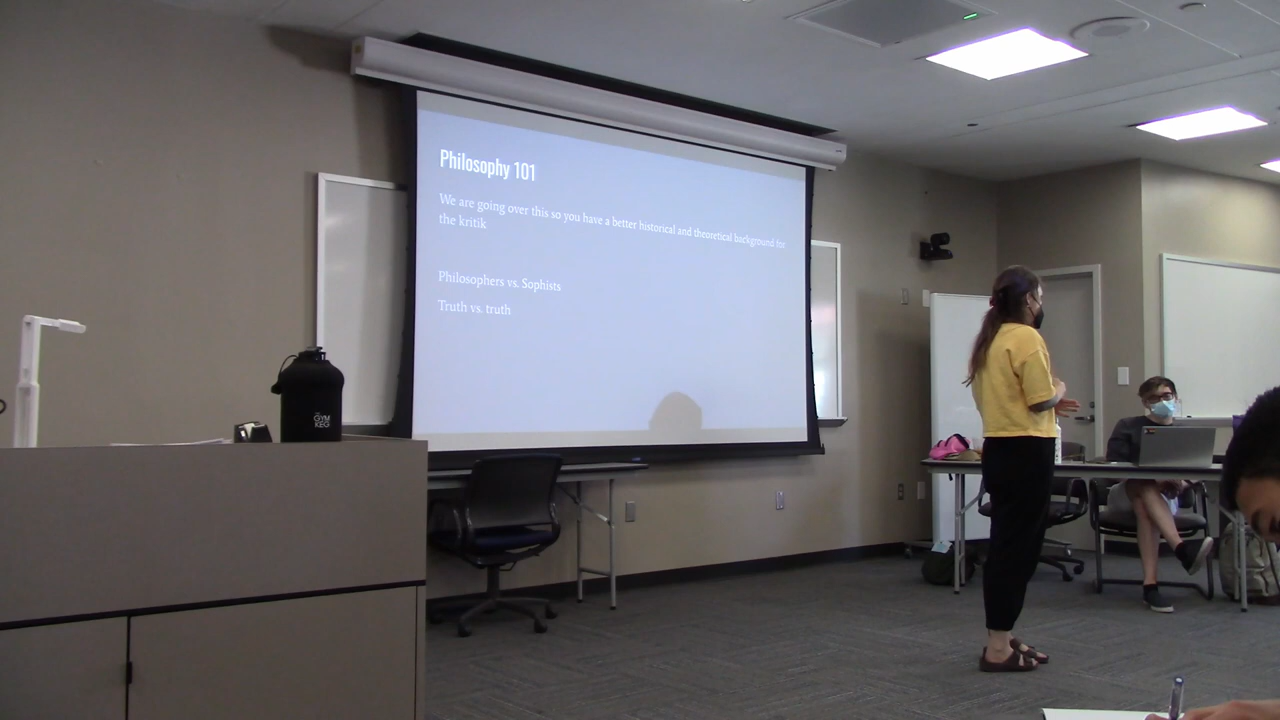 Philosophy 101
We are going over this so you have a better historical and theoretical background for
the kritik
Philosophers vs. Sophists
Truth vs. truth
GYM
KEG